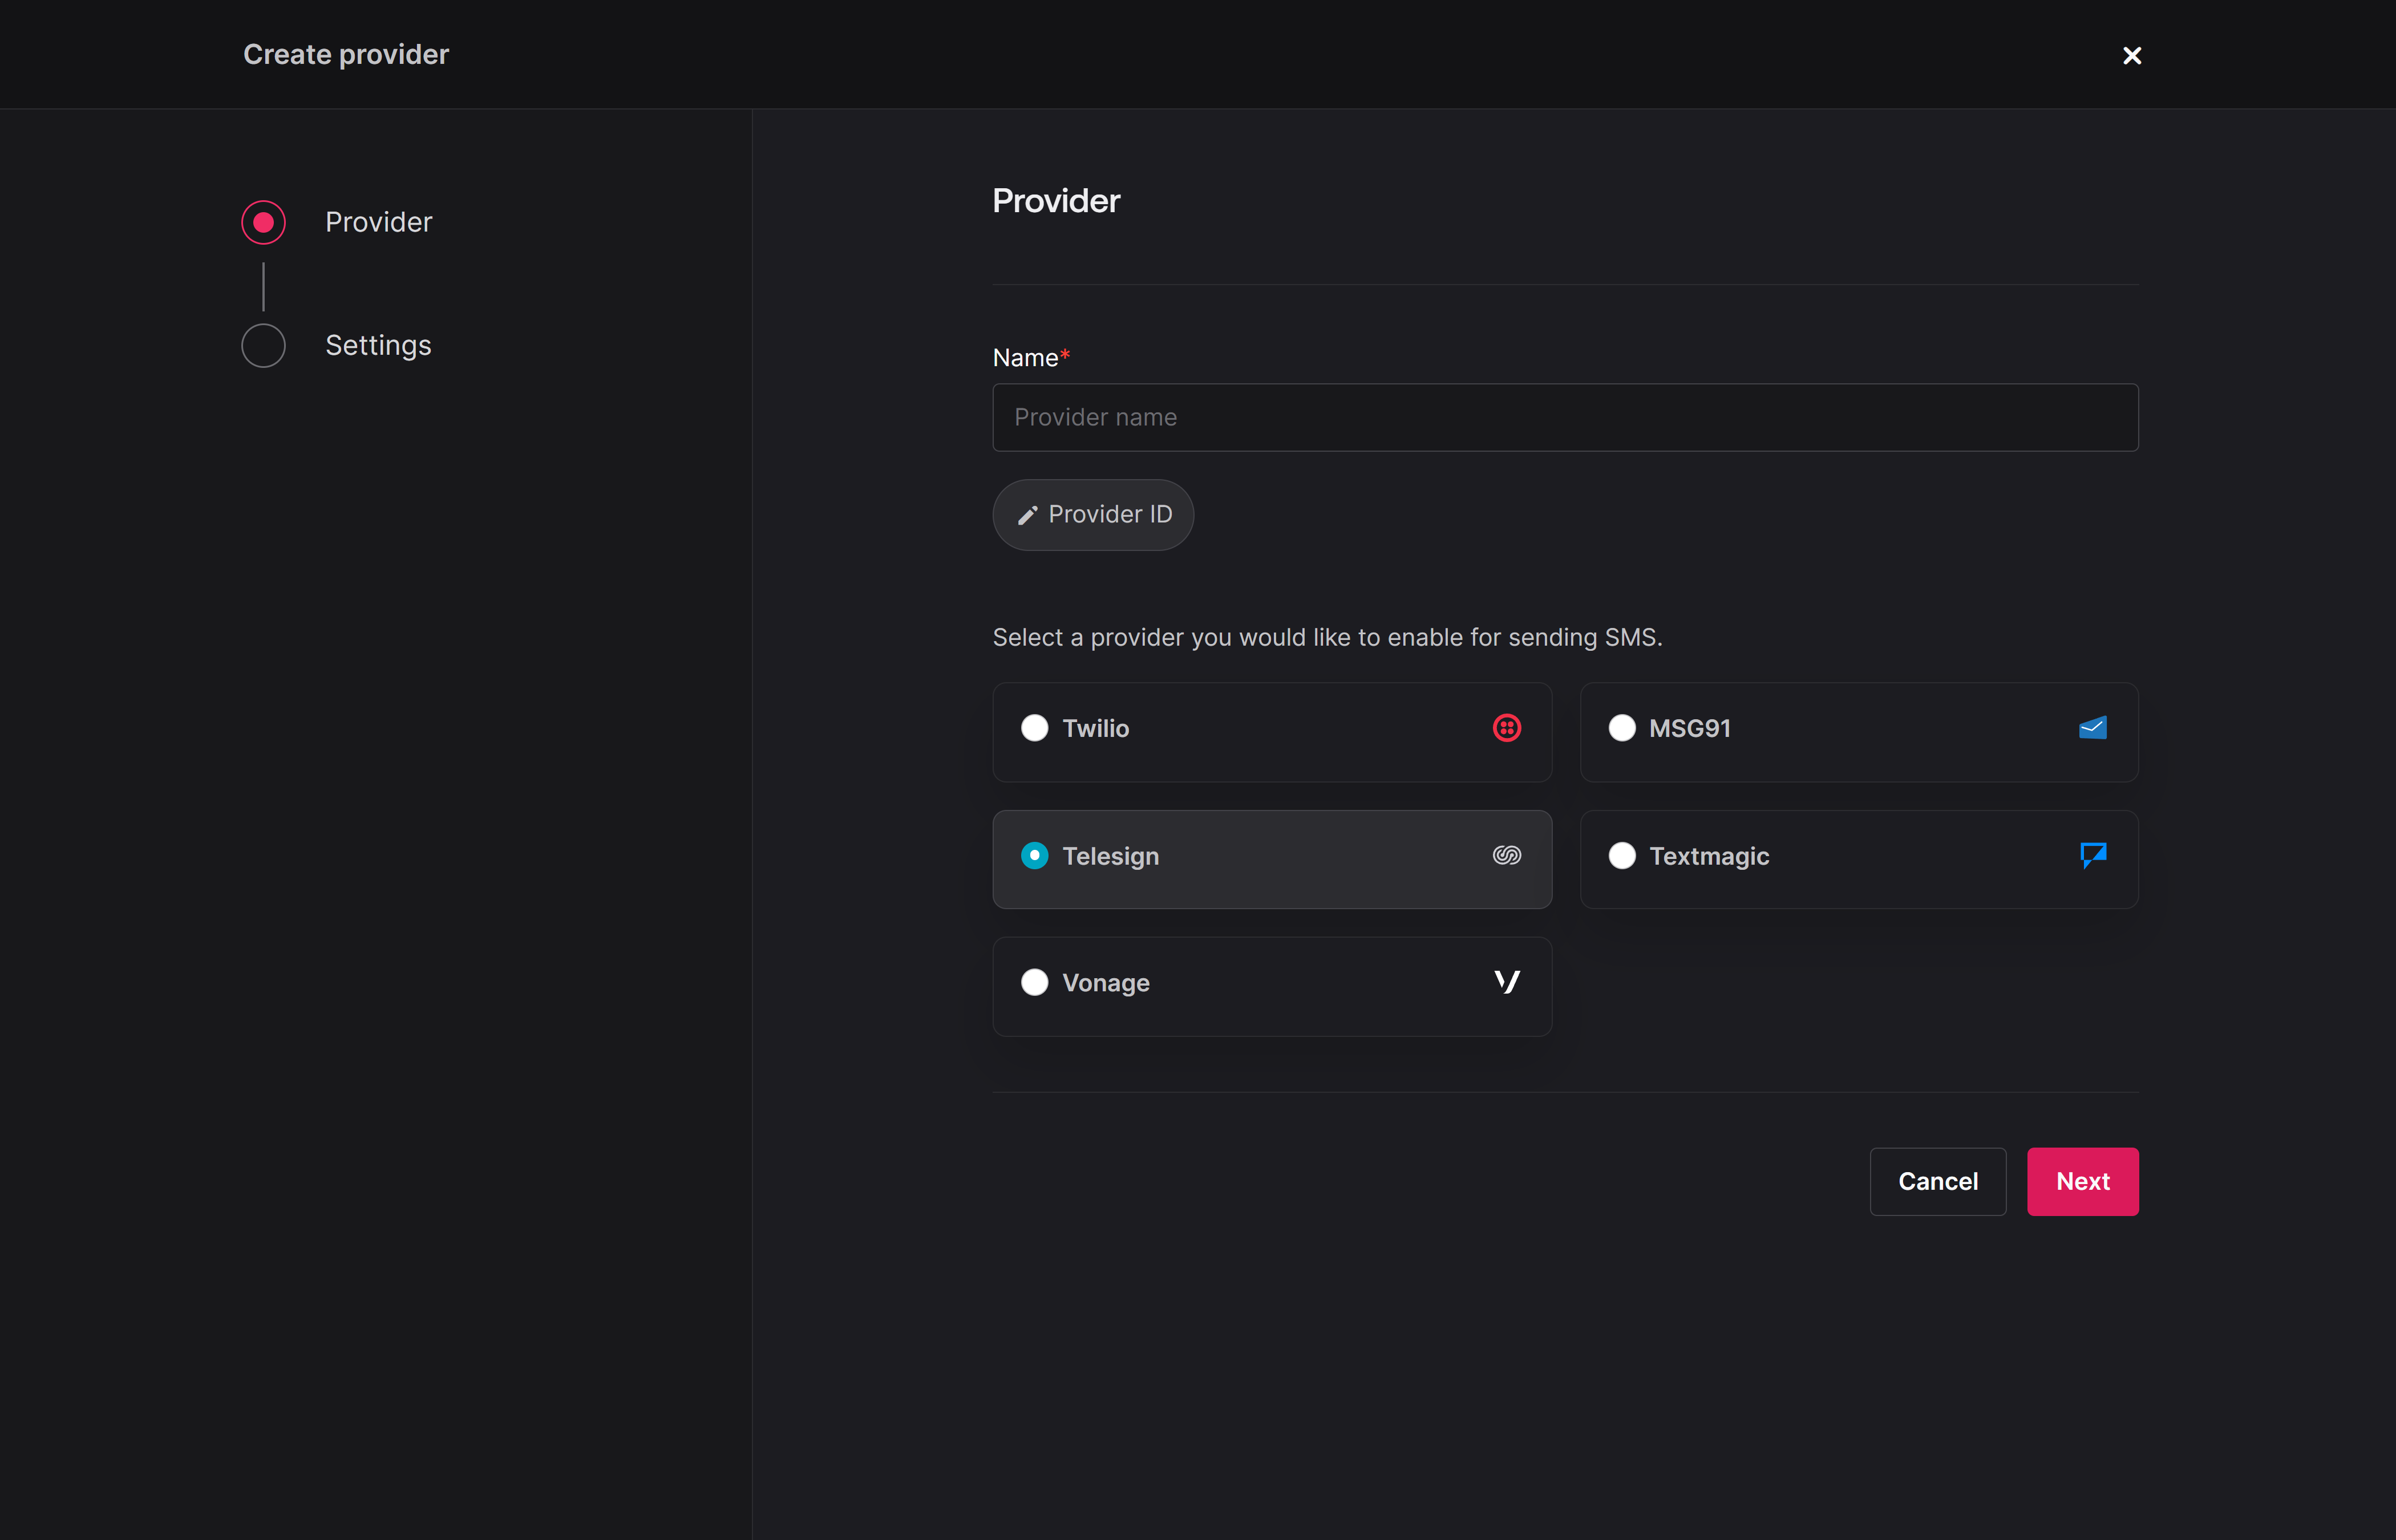 Create provider
Provider
Settings
Provider
Name*
Provider name
Provider ID
Select a provider you would like to enable for sending SMS.
Twilio
MSG91
Telesign
Textmagic
Vonage
Cancel
Next